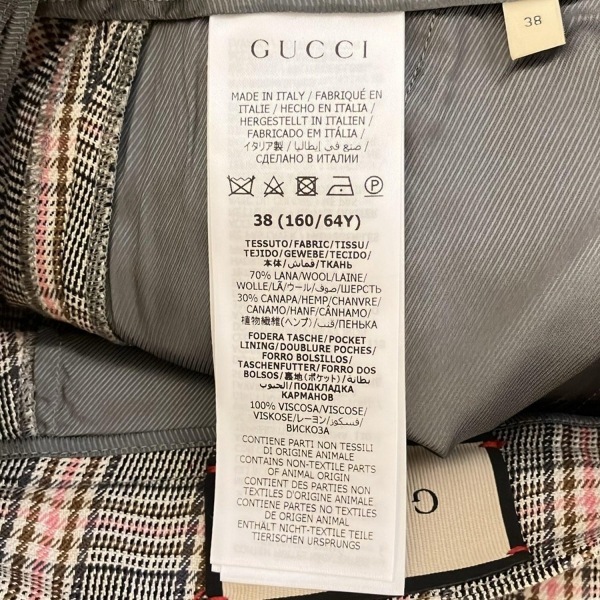 GUCCI
MADE IN ITALY / FABRIQUÉ EN
ITALIE / HECHO EN ITALIA /
HERGESTELLT IN ITALIEN /
FABRICADO EM ITÁLIA /
イタリア製 / صنع في إيطاليا /
СДЕЛАНО В ИТАЛИИ
38 (160/64Y)
TESSUTO/FABRIC/TISSU/
TEJIDO/GEWEBE/TECIDO/
本体/قماش/ТКАНЬ
70% LANA/WOOL/LAINE/
WOLLE/LÃ/ウール/صوف/ШЕРСТЬ
30% CANAPA/HEMP/CHANVRE/
CANAMO/HANF/CÂNHAMO/
植物繊維(ヘンプ)/قنب/ПЕНЬКА
FODERA TASCHE/POCKET
LINING/DOUBLURE POCHES/
FORRO BOLSILLOS/
TASCHENFUTTER/FORRO DOS
BOLSOS/裏地(ポケット)/بطانة
الجيوب/ПОДКЛАДКА
КАРМАНОВ
100% VISCOSA/VISCOSE/
VISKOSE/レーヨン/فسكوز/
ВИСКОЗА
CONTIENE PARTI NON TESSILI
DI ORIGINE ANIMALE
CONTAINS NON-TEXTILE PARTS
OF ANIMAL ORIGIN
CONTIENT DES PARTIES NON
TEXTILES D'ORIGINE ANIMALE
CONTIENE PARTES NO TEXTILES
DE ORIGEN ANIMAL
ENTHÄLT NICHT-TEXTILE TEILE
TIERISCHEN URSPRUNGS
38
G